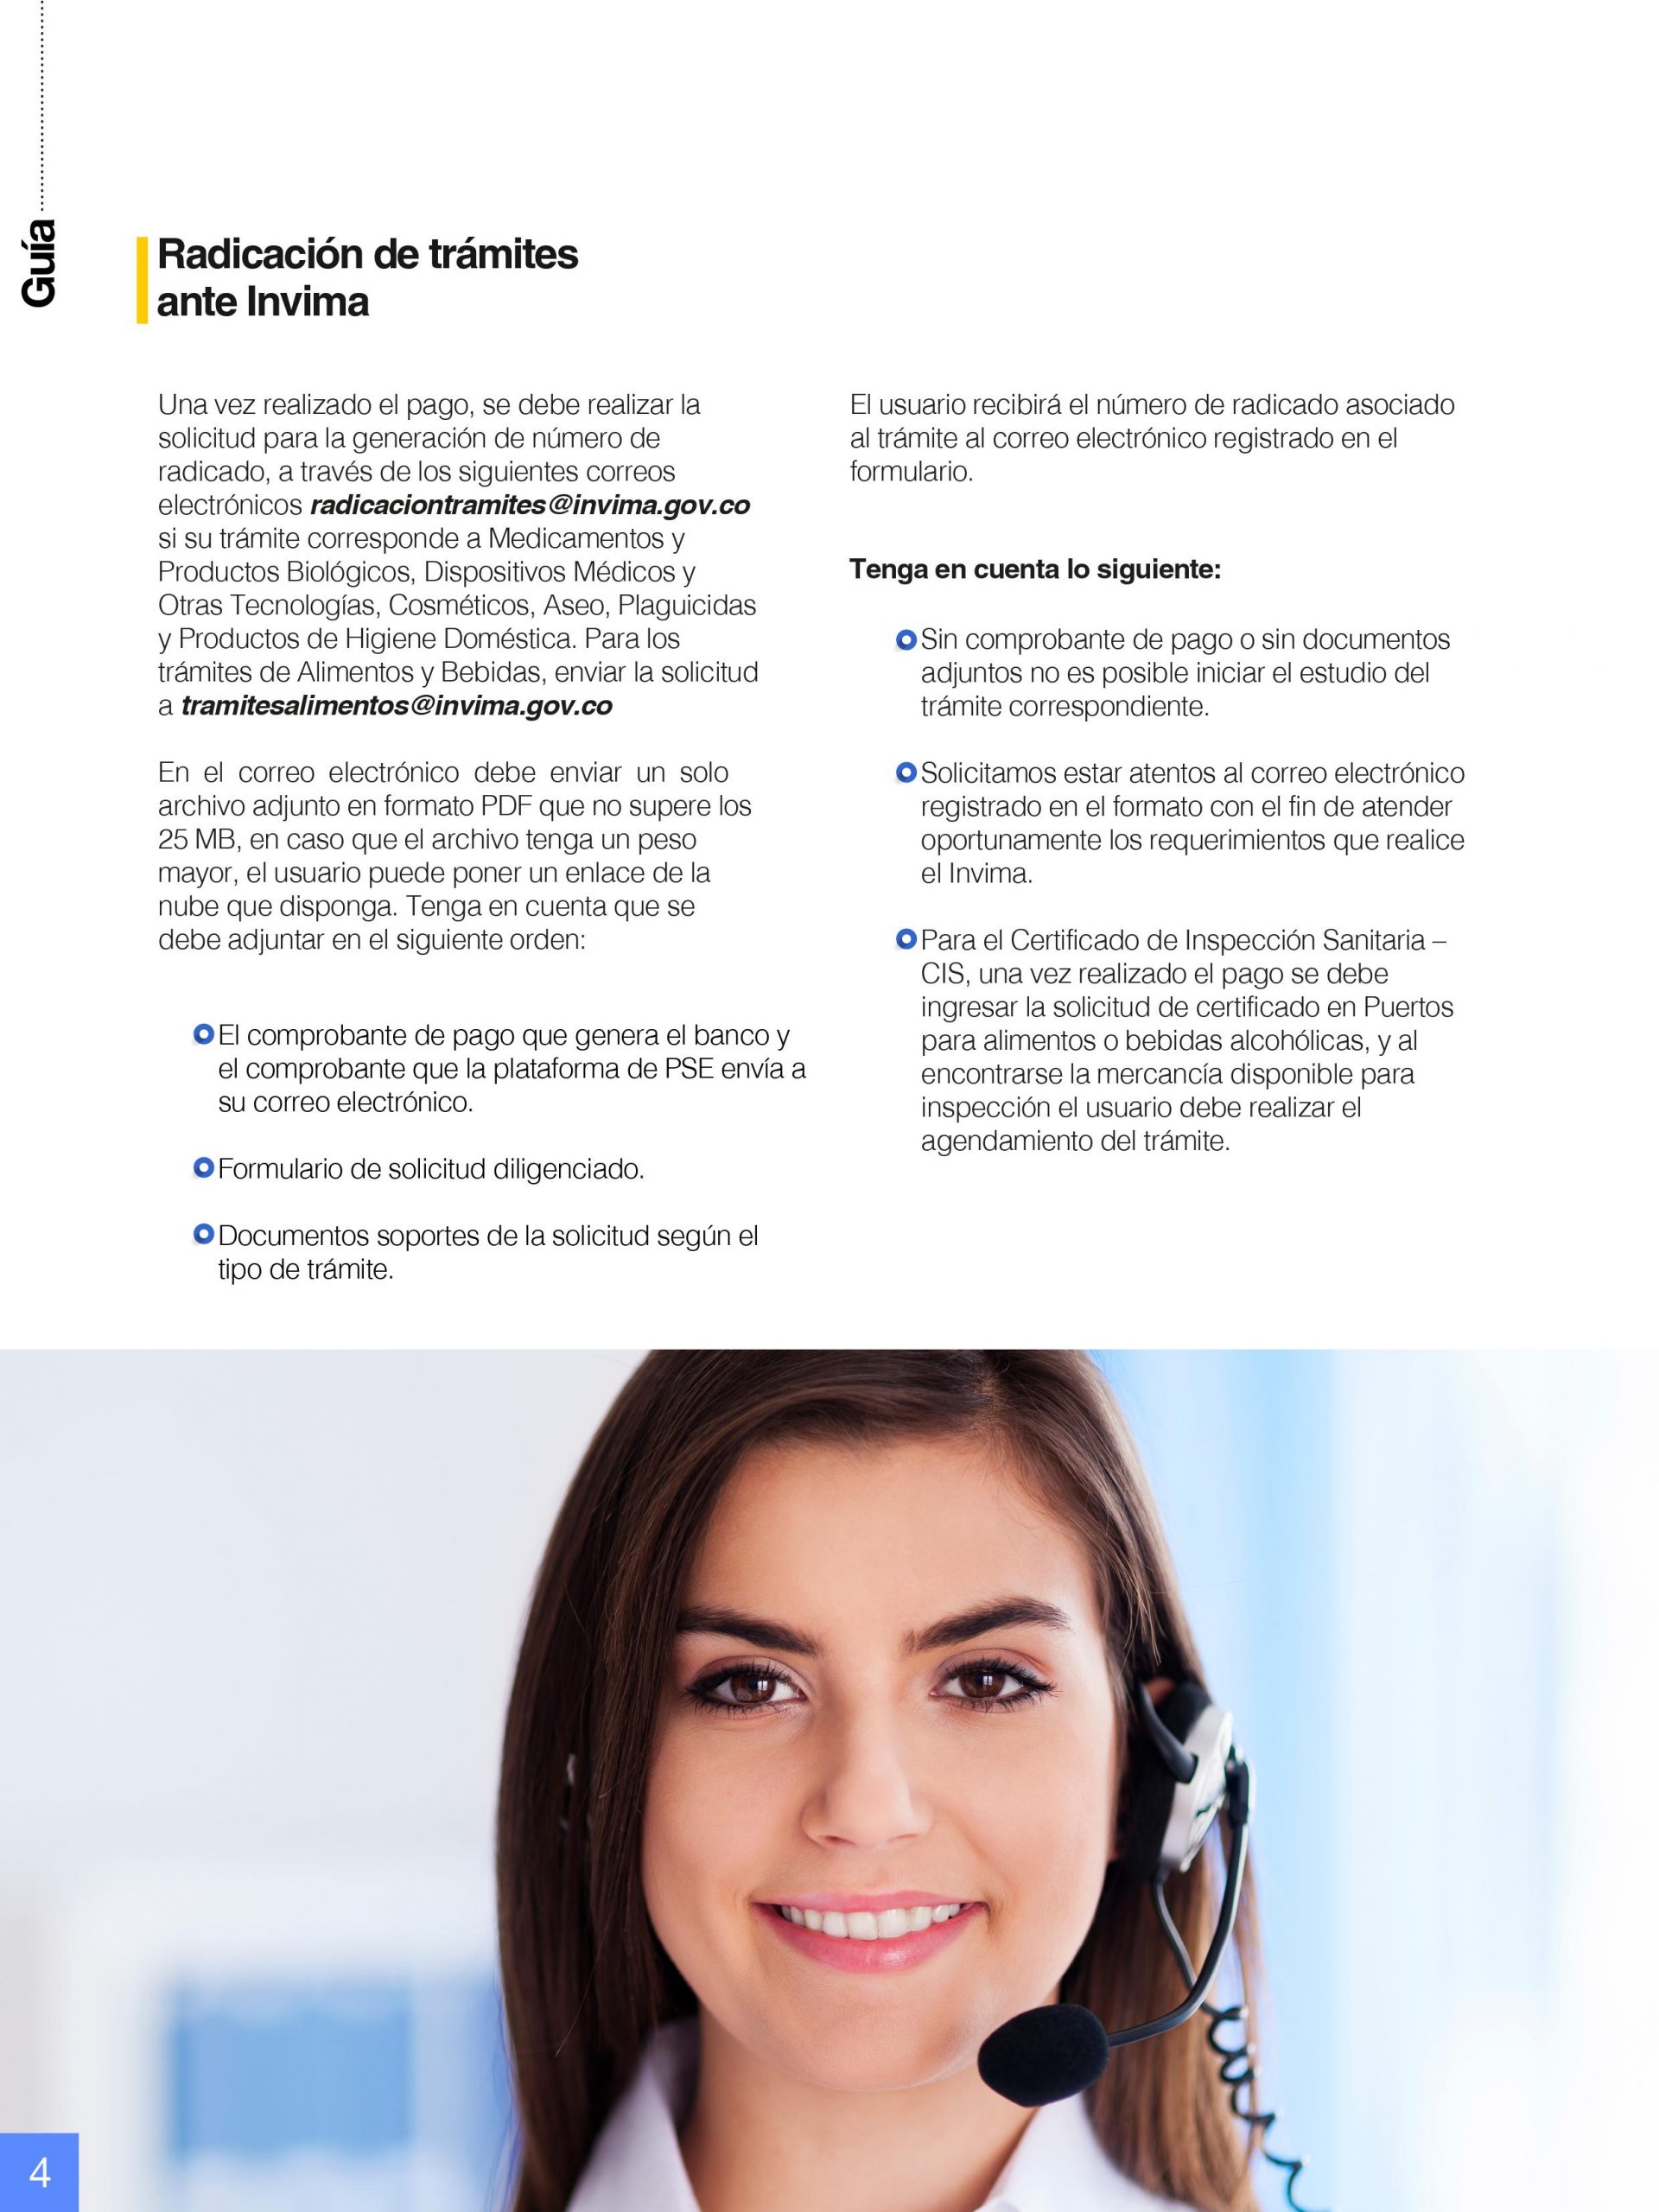 Guía
Radicación de trámites
ante Invima
Una vez realizado el pago, se debe realizar la
solicitud para la generación de número de
radicado, a través de los siguientes correos
electrónicos radicaciontramites@invima.gov.co
si su trámite corresponde a Medicamentos y
Productos Biológicos, Dispositivos Médicos y
Otras Tecnologías, Cosméticos, Aseo, Plaguicidas
y Productos de Higiene Doméstica. Para los
trámites de Alimentos y Bebidas, enviar la solicitud
a tramitesalimentos@invima.gov.co
En el correo electrónico debe enviar un solo
archivo adjunto en formato PDF que no supere los
25 MB, en caso que el archivo tenga un peso
mayor, el usuario puede poner un enlace de la
nube que disponga. Tenga en cuenta que se
debe adjuntar en el siguiente orden:
El comprobante de pago que genera el banco y
el comprobante que la plataforma de PSE envía a
su correo electrónico.
Formulario de solicitud diligenciado.
Documentos soportes de la solicitud según el
tipo de trámite.
El usuario recibirá el número de radicado asociado
al trámite al correo electrónico registrado en el
formulario.
Tenga en cuenta lo siguiente:
Sin comprobante de pago o sin documentos
adjuntos no es posible iniciar el estudio del
trámite correspondiente.
Solicitamos estar atentos al correo electrónico
registrado en el formato con el fin de atender
oportunamente los requerimientos que realice
el Invima.
Para el Certificado de Inspección Sanitaria –
CIS, una vez realizado el pago se debe
ingresar la solicitud de certificado en Puertos
para alimentos o bebidas alcohólicas, y al
encontrarse la mercancía disponible para
inspección el usuario debe realizar el
agendamiento del trámite.
4